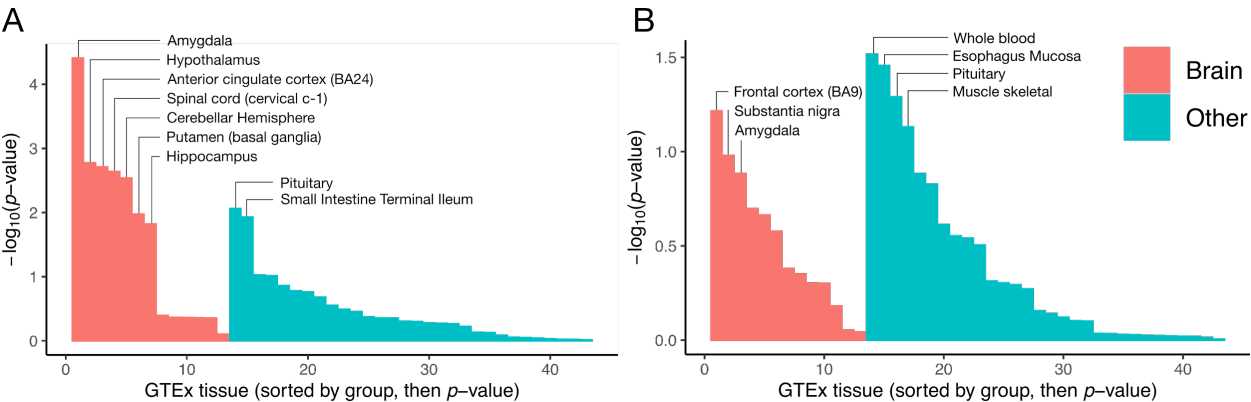 A
Amygdala
Hypothalamus
Anterior cingulate cortex (BA24)
Spinal cord (cervical c-1)
Cerebellar Hemisphere
Putamen (basal ganglia)
Hippocampus
Pituitary
Small Intestine Terminal Ileum
−log10(p−value)
4
3
2
1
0
0 10 20 30 40
GTEx tissue (sorted by group, then p−value)
B
Whole blood
Esophagus Mucosa
Pituitary
Muscle skeletal
Frontal cortex (BA9)
Substantia nigra
Amygdala
−log10(p−value)
1.5
1.0
0.5
0.0
0 10 20 30 40
GTEx tissue (sorted by group, then p−value)
Brain
Other